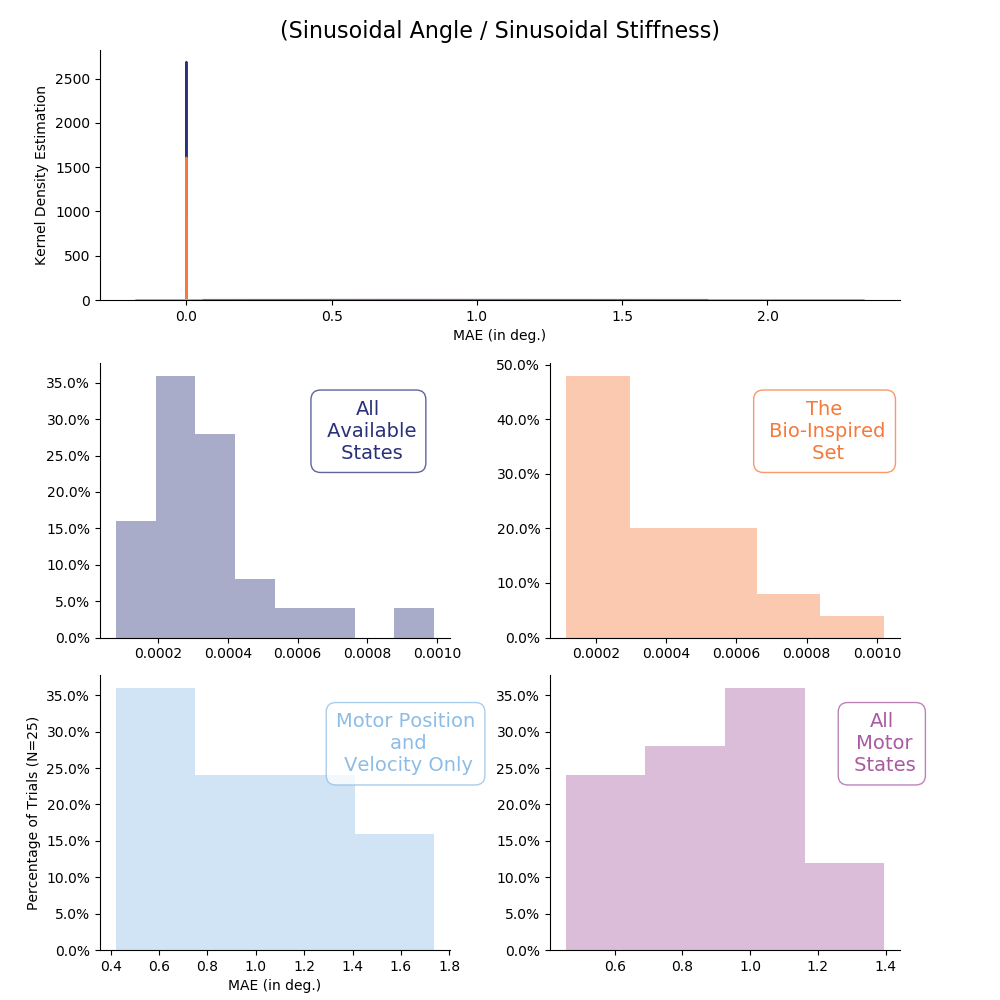 (Sinusoidal Angle / Sinusoidal Stiffness)
Kernel Density Estimation
2500
2000
1500
1000
500
0
0.0 0.5 1.0 1.5 2.0
MAE (in deg.)
35.0%
30.0%
25.0%
20.0%
15.0%
10.0%
5.0%
0.0%
All
Available
States
0.0002 0.0004 0.0006 0.0008 0.0010
50.0%
40.0%
30.0%
20.0%
10.0%
0.0%
The
Bio-Inspired
Set
0.0002 0.0004 0.0006 0.0008 0.0010
Percentage of Trials (N=25)
35.0%
30.0%
25.0%
20.0%
15.0%
10.0%
5.0%
0.0%
Motor Position
and
Velocity Only
0.4 0.6 0.8 1.0 1.2 1.4 1.6 1.8
MAE (in deg.)
35.0%
30.0%
25.0%
20.0%
15.0%
10.0%
5.0%
0.0%
All
Motor
States
0.6 0.8 1.0 1.2 1.4